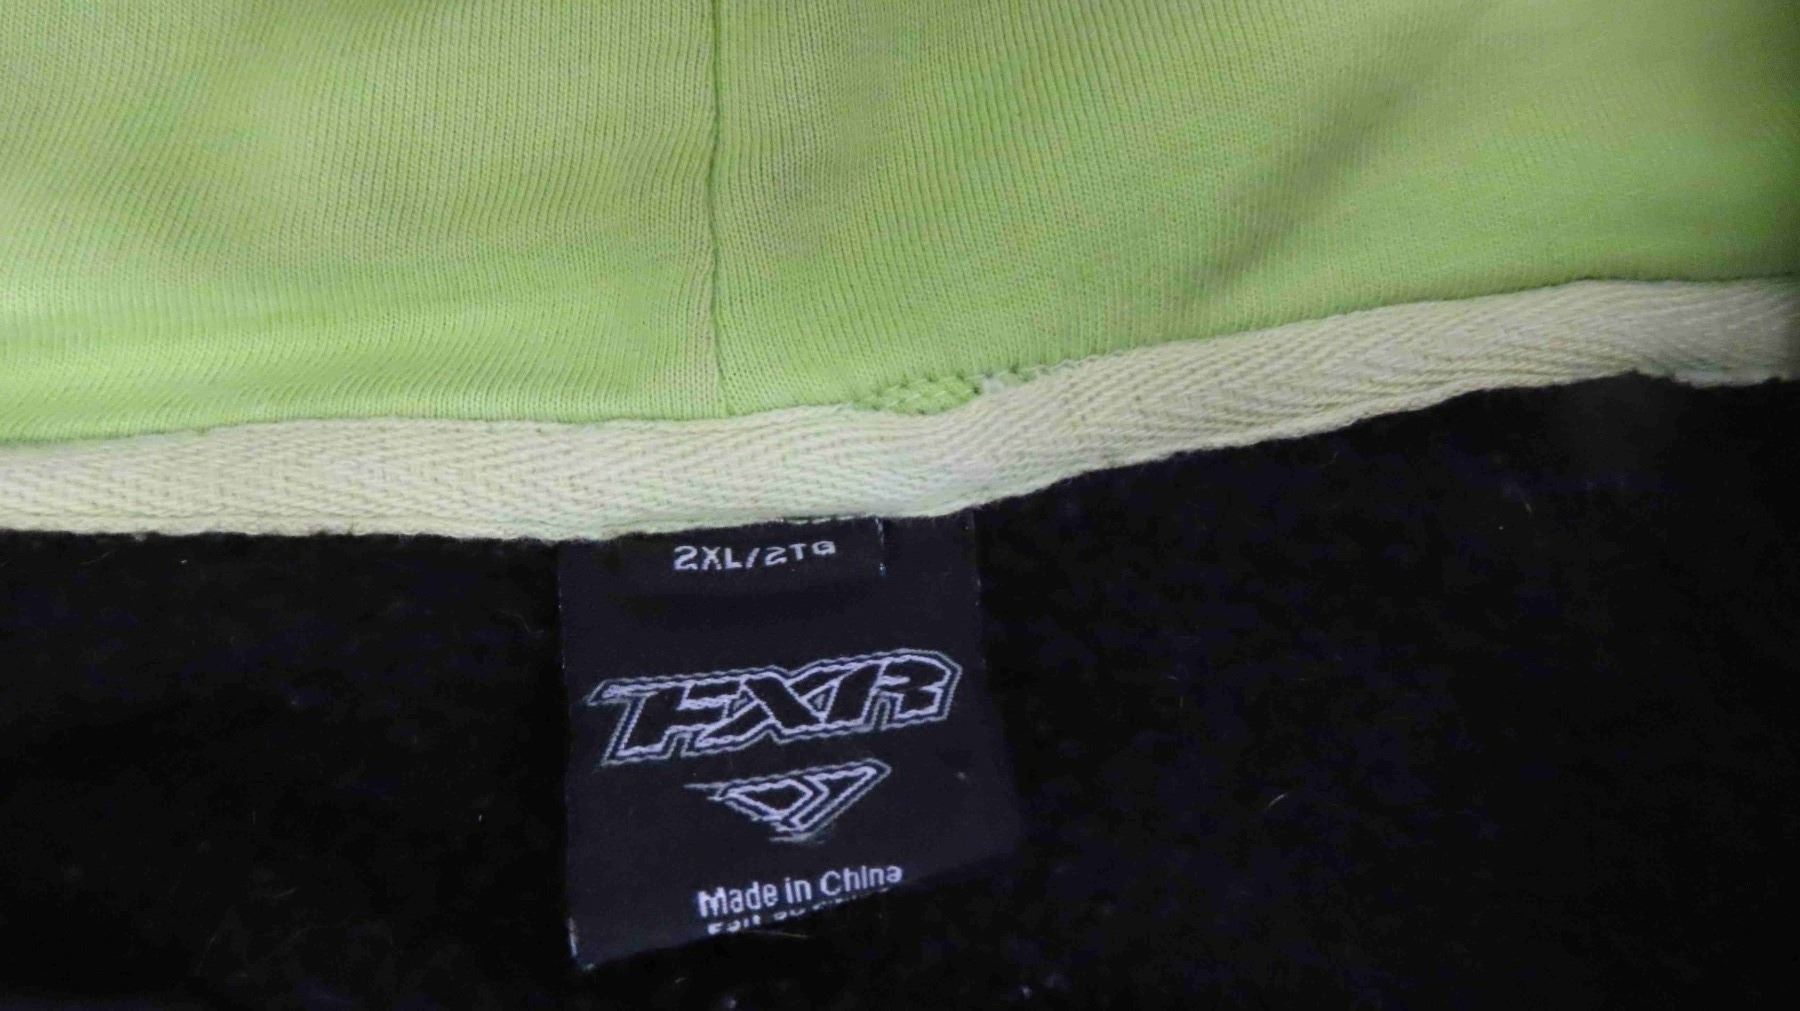 2XL/2TG
FXR
Made in China